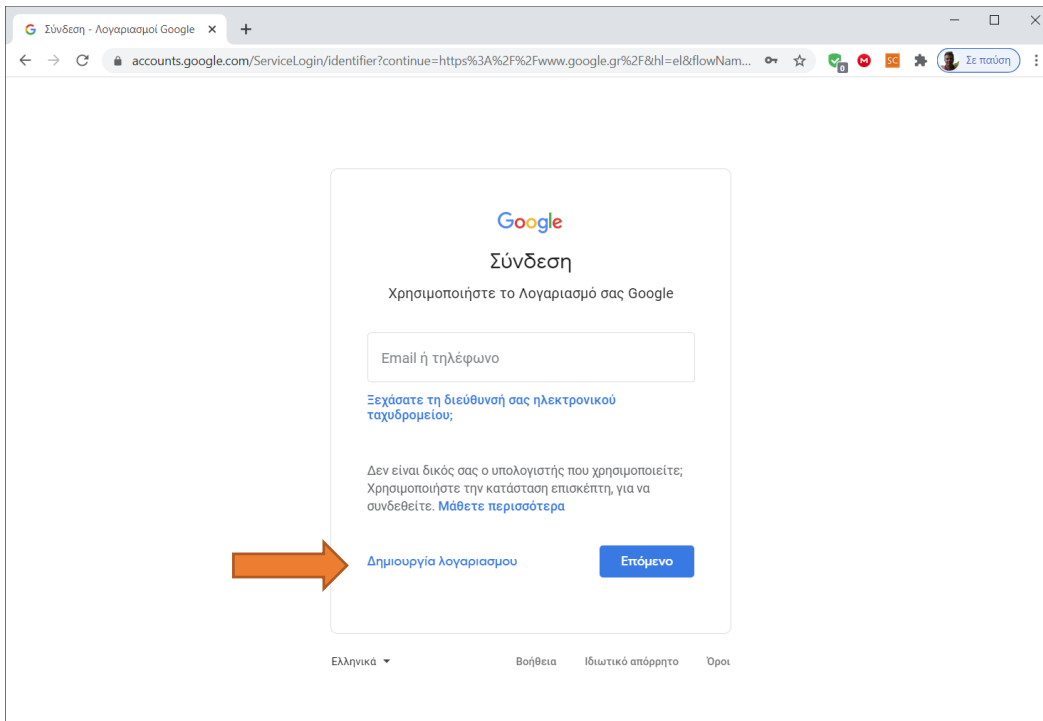 Σύνδεση - Λογαριασμοί Google
accounts.google.com/ServiceLogin/identifier?continue=https%3A%2F%2Fwww.google.gr%2F&hl=el&flowNam...
0
M
SC
Σε παύση
Google
Σύνδεση
Χρησιμοποιήστε το Λογαριασμό σας Google
Email ή τηλέφωνο
Ξεχάσατε τη διεύθυνσή σας ηλεκτρονικού
ταχυδρομείου;
Δεν είναι δικός σας ο υπολογιστής που χρησιμοποιείτε;
Χρησιμοποιήστε την κατάσταση επισκέπτη, για να
συνδεθείτε. Μάθετε περισσότερα
Δημιουργία λογαριασμου
Επόμενο
Ελληνικά
Βοήθεια Ιδιωτικό απόρρητο Όροι